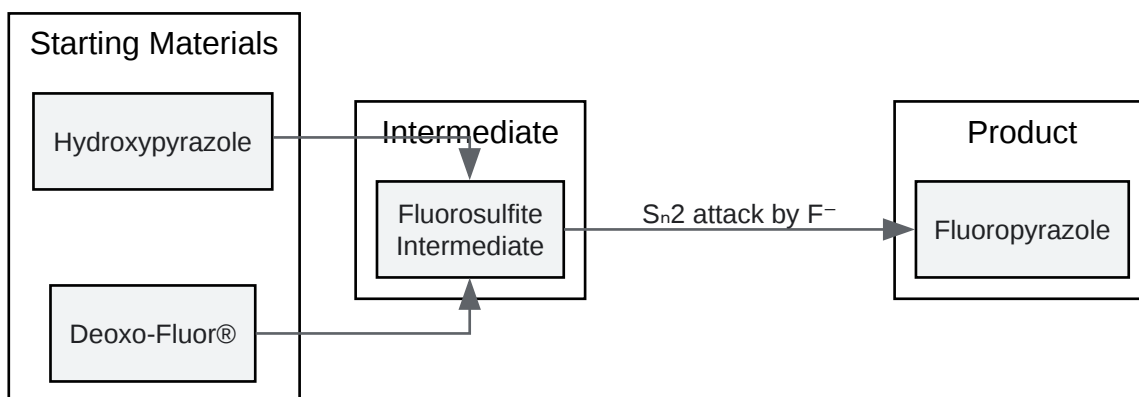 Starting Materials
Hydroxypyrazole
Deoxo-Fluor®
Intermediate
Fluorosulfite
Intermediate
Sₙ2 attack by F⁻
Product
Fluoropyrazole